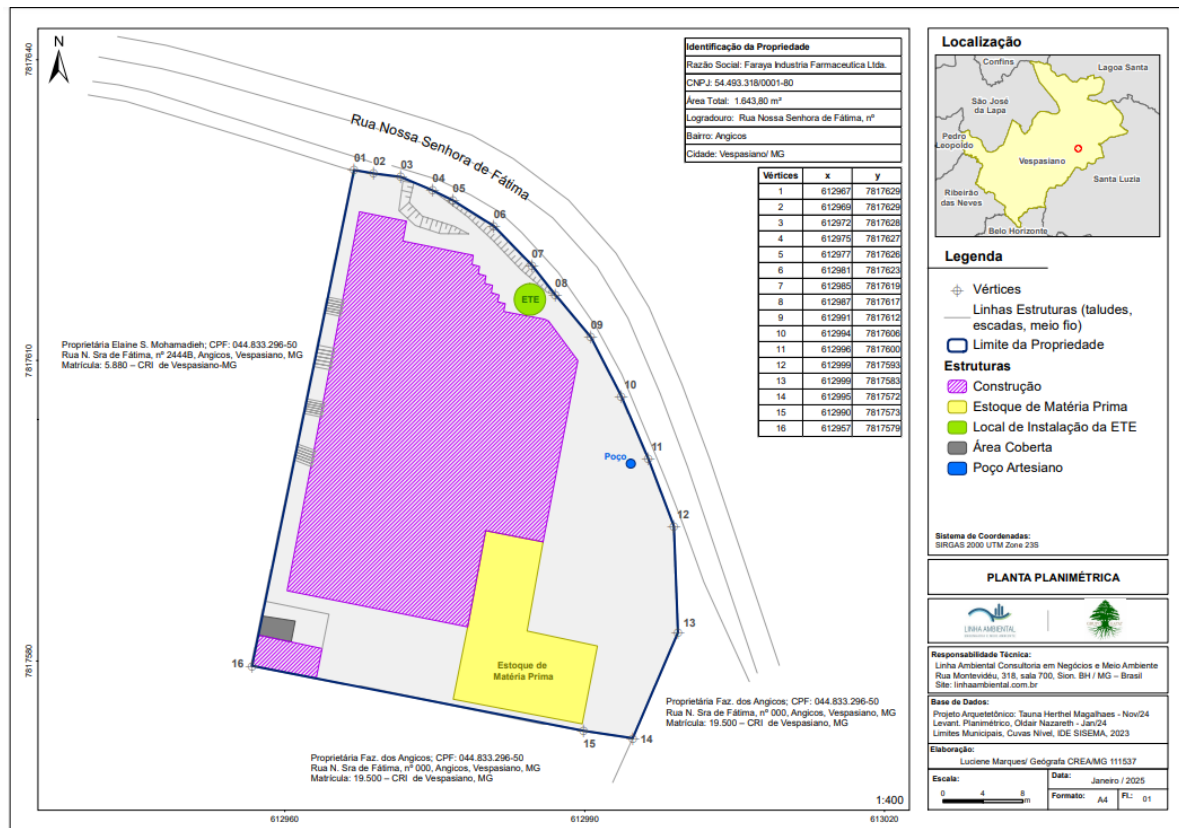 N
7817640
7817610
7817580
612960
612990
613020
Rua Nossa Senhora de Fátima
01
02
03
04
05
06
07
08
09
10
11
12
13
14
15
16
ETE
Poço
Estoque de
Matéria Prima
Proprietária Elaine S. Mohamadieh; CPF: 044.833.296-50
Rua N. Sra de Fátima, nº 2444B, Angicos, Vespasiano, MG
Matrícula: 5.880 – CRI de Vespasiano-MG
Proprietária Faz. dos Angicos; CPF: 044.833.296-50
Rua N. Sra de Fátima, nº 000, Angicos, Vespasiano, MG
Matrícula: 19.500 – CRI de Vespasiano, MG
Proprietária Faz. dos Angicos; CPF: 044.833.296-50
Rua N. Sra de Fátima, nº 000, Angicos, Vespasiano, MG
Matrícula: 19.500 – CRI de Vespasiano, MG
1:400
Identificação da Propriedade
Razão Social: Faraya Industria Farmaceutica Ltda.
CNPJ: 54.493.318/0001-80
Área Total: 1.643,80 m²
Logradouro: Rua Nossa Senhora de Fátima, nº
Bairro: Angicos
Cidade: Vespasiano/ MG
Vértices x y
1 612967 7817629
2 612969 7817629
3 612972 7817628
4 612975 7817627
5 612977 7817626
6 612981 7817623
7 612985 7817619
8 612987 7817617
9 612991 7817612
10 612994 7817606
11 612996 7817600
12 612999 7817593
13 612999 7817583
14 612995 7817572
15 612990 7817573
16 612957 7817579
Localização
Confins
Lagoa Santa
São José
da Lapa
Pedro
Leopoldo
Vespasiano
Santa Luzia
Ribeirão
das Neves
Belo Horizonte
Legenda
Vértices
Linhas Estruturas (taludes,
escadas, meio fio)
Limite da Propriedade
Estruturas
Construção
Estoque de Matéria Prima
Local de Instalação da ETE
Área Coberta
Poço Artesiano
Sistema de Coordenadas:
SIRGAS 2000 UTM Zone 23S
PLANTA PLANIMÉTRICA
LINHA AMBIENTAL
Responsabilidade Técnica:
Linha Ambiental Consultoria em Negócios e Meio Ambiente
Rua Montevidéu, 318, sala 700, Sion. BH / MG – Brasil
Site: linhaambiental.com.br
Base de Dados:
Projeto Arquetetônico: Tauna Herthel Magalhaes - Nov/24
Levant. Planimétrico, Oldair Nazareth - Jan/24
Limites Municipais, Cuvas Nível, IDE SISEMA, 2023
Elaboração:
Luciene Marques/ Geógrafa CREA/MG 111537
Escala:
0 4 8
m
Data:
Janeiro / 2025
Formato: A4 Fl.: 01